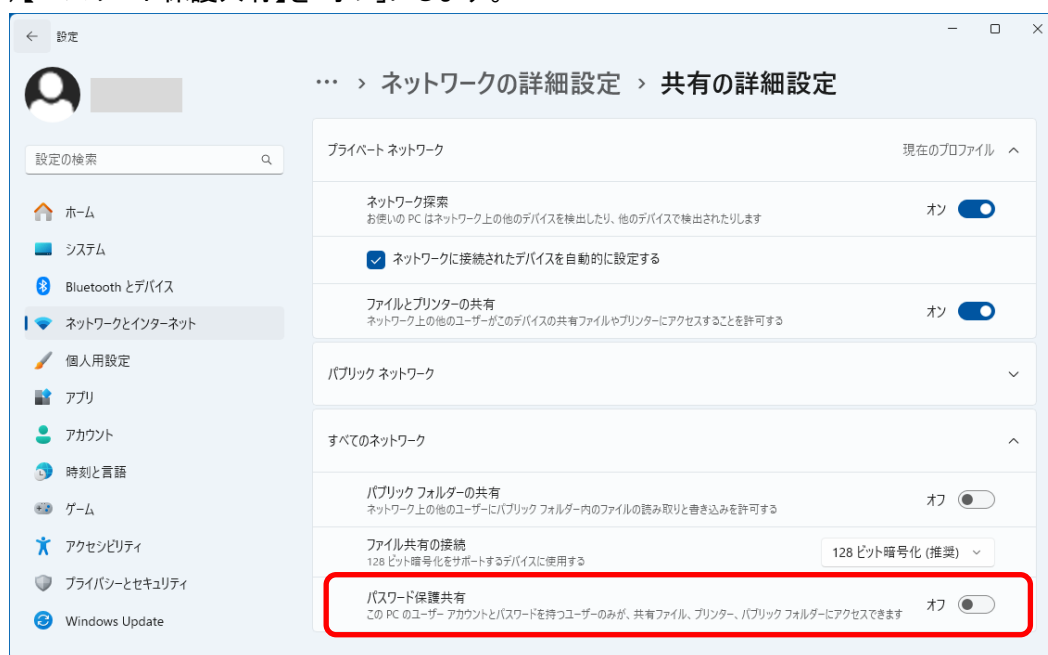 設定
… › ネットワークの詳細設定 › 共有の詳細設定
設定の検索
ホーム
システム
Bluetooth とデバイス
ネットワークとインターネット
個人用設定
アプリ
アカウント
時刻と言語
ゲーム
アクセシビリティ
プライバシーとセキュリティ
Windows Update
プライベート ネットワーク 現在のプロファイル
ネットワーク探索 オン
お使いの PC はネットワーク上の他のデバイスを検出したり、他のデバイスで検出されたりします
ネットワークに接続されたデバイスを自動的に設定する
ファイルとプリンターの共有 オン
ネットワーク上の他のユーザーがこのデバイスの共有ファイルやプリンターにアクセスすることを許可する
パブリック ネットワーク
すべてのネットワーク
パブリック フォルダーの共有 オフ
ネットワーク上の他のユーザーにパブリック フォルダー内のファイルの読み取りと書き込みを許可する
ファイル共有の接続 128 ビット暗号化 (推奨)
128 ビット暗号化をサポートするデバイスに使用する
パスワード保護共有 オフ
この PC のユーザー アカウントとパスワードを持つユーザーのみが、共有ファイル、プリンター、パブリック フォルダーにアクセスできます